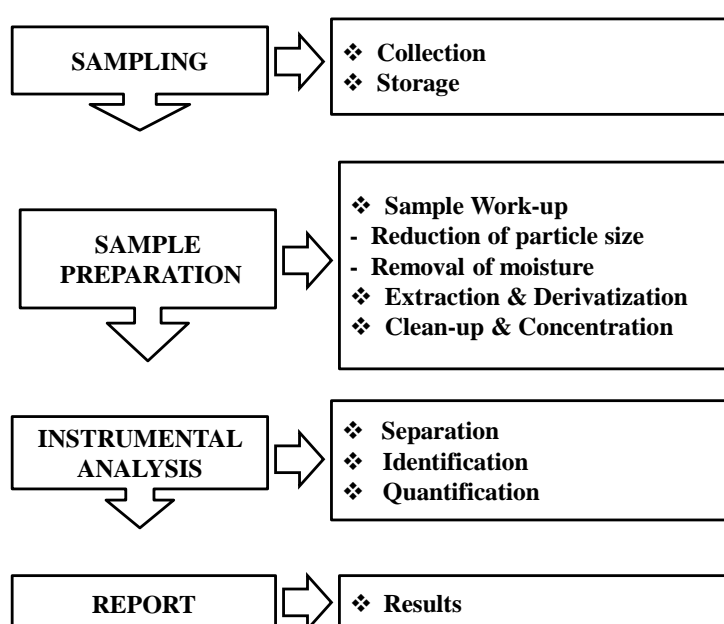 SAMPLING
❖ Collection
❖ Storage
SAMPLE
PREPARATION
❖ Sample Work-up
- Reduction of particle size
- Removal of moisture
❖ Extraction & Derivatization
❖ Clean-up & Concentration
INSTRUMENTAL
ANALYSIS
❖ Separation
❖ Identification
❖ Quantification
REPORT
❖ Results